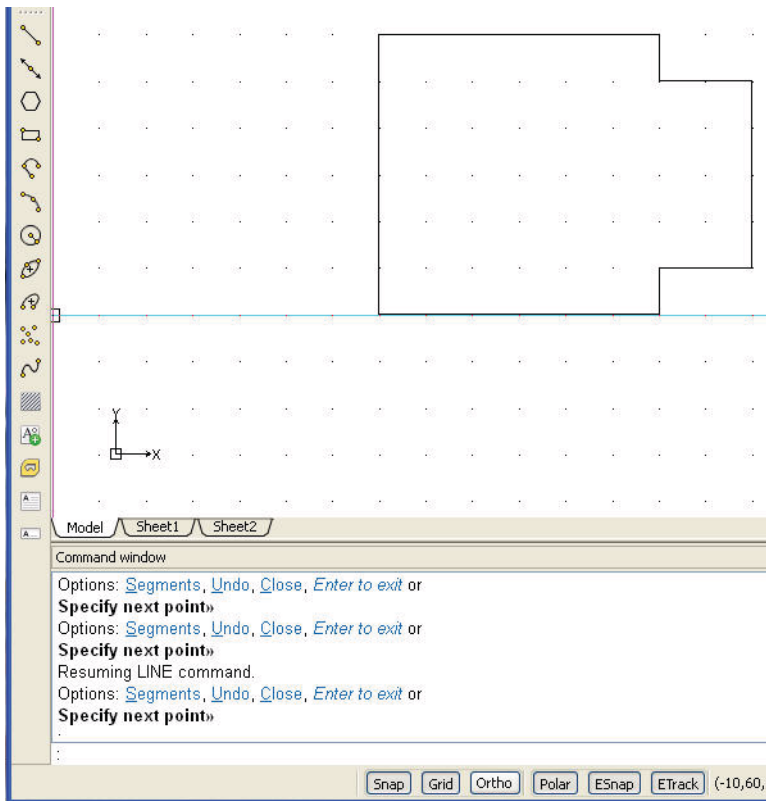 Y
X
Model Sheet1 Sheet2
Command window
Options: Segments, Undo, Close, Enter to exit or
Specify next point»
Options: Segments, Undo, Close, Enter to exit or
Specify next point»
Resuming LINE command.
Options: Segments, Undo, Close, Enter to exit or
Specify next point»
:
Snap Grid Ortho Polar ESnap ETrack (-10,60,